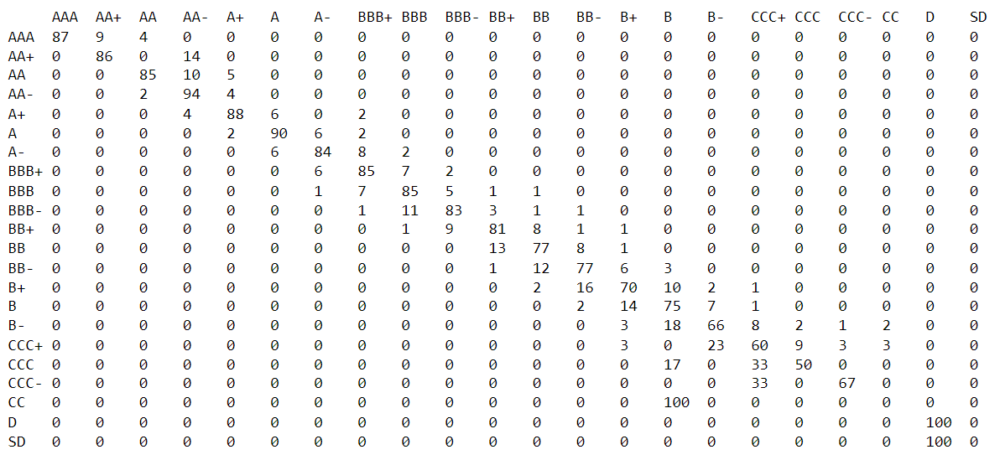 AAA AA+ AA AA- A+ A A- BBB+ BBB BBB- BB+ BB BB- B+ B B- CCC+ CCC CCC- CC D SD
AAA 87 9 4 0 0 0 0 0 0 0 0 0 0 0 0 0 0 0 0 0 0 0
AA+ 0 86 0 14 0 0 0 0 0 0 0 0 0 0 0 0 0 0 0 0 0 0
AA 0 0 85 10 5 0 0 0 0 0 0 0 0 0 0 0 0 0 0 0 0 0
AA- 0 0 2 94 4 0 0 0 0 0 0 0 0 0 0 0 0 0 0 0 0 0
A+ 0 0 0 4 88 6 0 2 0 0 0 0 0 0 0 0 0 0 0 0 0 0
A 0 0 0 0 2 90 6 2 0 0 0 0 0 0 0 0 0 0 0 0 0 0
A- 0 0 0 0 0 6 84 8 2 0 0 0 0 0 0 0 0 0 0 0 0 0
BBB+ 0 0 0 0 0 0 6 85 7 2 0 0 0 0 0 0 0 0 0 0 0 0
BBB 0 0 0 0 0 0 1 7 85 5 1 1 0 0 0 0 0 0 0 0 0 0
BBB- 0 0 0 0 0 0 0 1 11 83 3 1 1 0 0 0 0 0 0 0 0 0
BB+ 0 0 0 0 0 0 0 0 1 9 81 8 1 1 0 0 0 0 0 0 0 0
BB 0 0 0 0 0 0 0 0 0 0 13 77 8 1 0 0 0 0 0 0 0 0
BB- 0 0 0 0 0 0 0 0 0 0 1 12 77 6 3 0 0 0 0 0 0 0
B+ 0 0 0 0 0 0 0 0 0 0 0 2 16 70 10 2 1 0 0 0 0 0
B 0 0 0 0 0 0 0 0 0 0 0 0 2 14 75 7 1 0 0 0 0 0
B- 0 0 0 0 0 0 0 0 0 0 0 0 0 3 18 66 8 2 1 2 0 0
CCC+ 0 0 0 0 0 0 0 0 0 0 0 0 0 3 0 23 60 9 3 3 0 0
CCC 0 0 0 0 0 0 0 0 0 0 0 0 0 0 17 0 33 50 0 0 0 0
CCC- 0 0 0 0 0 0 0 0 0 0 0 0 0 0 0 0 33 0 67 0 0 0
CC 0 0 0 0 0 0 0 0 0 0 0 0 0 0 100 0 0 0 0 0 0 0
D 0 0 0 0 0 0 0 0 0 0 0 0 0 0 0 0 0 0 0 0 100 0
SD 0 0 0 0 0 0 0 0 0 0 0 0 0 0 0 0 0 0 0 0 100 0